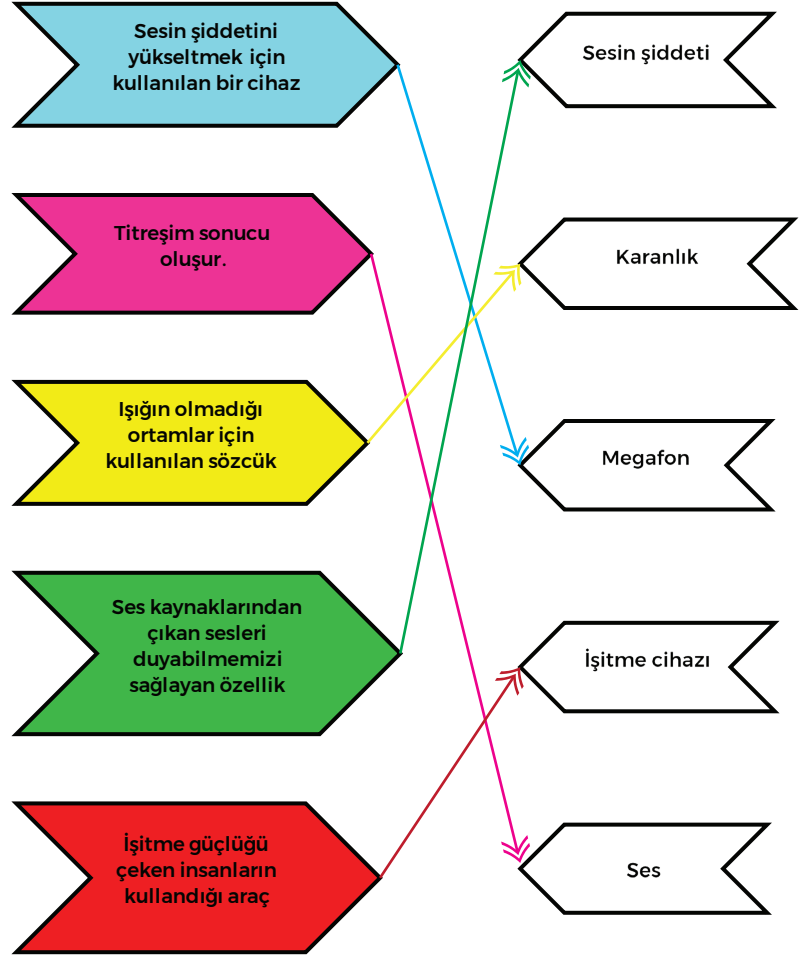 Sesin şiddetini
yükseltmek için
kullanılan bir cihaz
Sesin şiddeti
Titreşim sonucu
oluşur.
Karanlık
Işığın olmadığı
ortamlar için
kullanılan sözcük
Megafon
Ses kaynaklarından
çıkan sesleri
duyabilmemizi
sağlayan özellik
İşitme cihazı
İşitme güçlüğü
çeken insanların
kullandığı araç
Ses